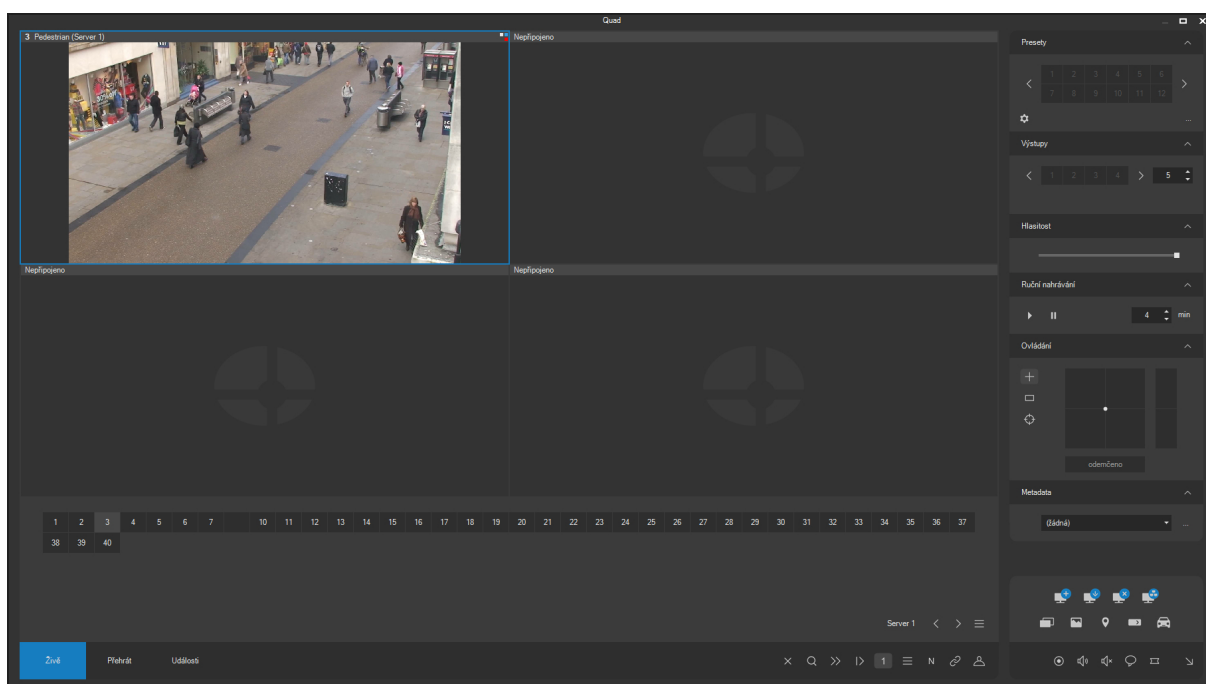 Quad
3 Pedestrian (Server 1)
Nepřipojeno
Nepřipojeno
Nepřipojeno
Presety
1 2 3 4 5 6
7 8 9 10 11 12
...
Výstupy
1 2 3 4 5
Hlasitost
Ruční nahrávání
4 min
Ovládání
odemčeno
Metadata
(žádná) ...
1 2 3 4 5 6 7 10 11 12 13 14 15 16 17 18 19 20 21 22 23 24 25 26 27 28 29 30 31 32 33 34 35 36 37
38 39 40
Server 1
Živě Přehrát Události
1 N